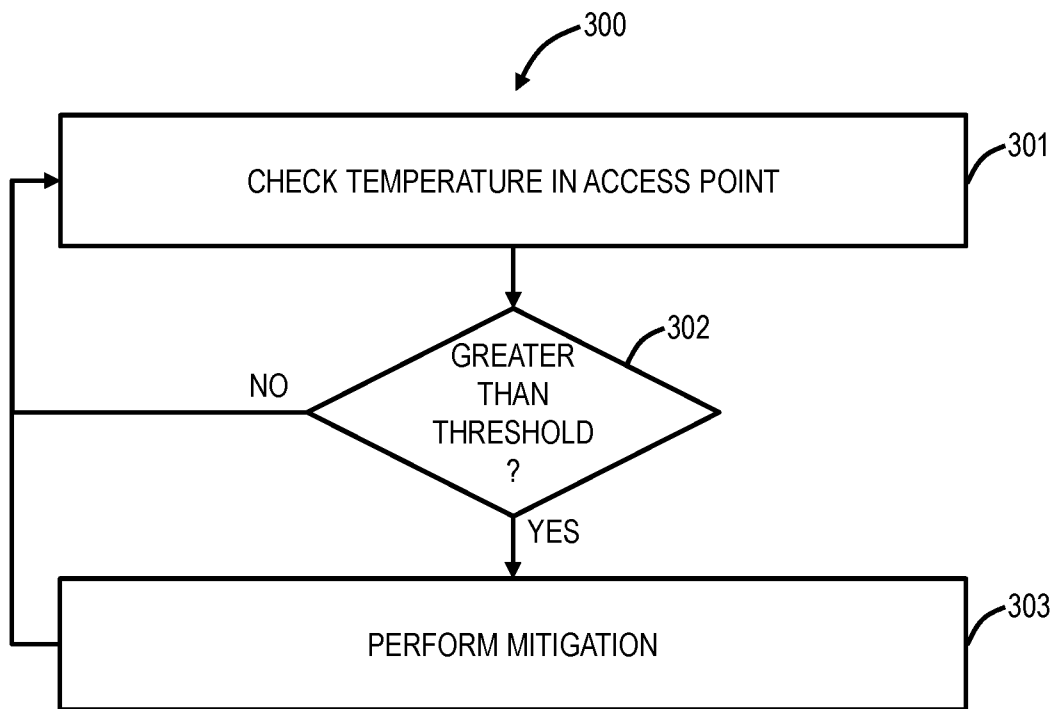 300
CHECK TEMPERATURE IN ACCESS POINT
301
302
GREATER
THAN
THRESHOLD
?
NO
YES
PERFORM MITIGATION
303